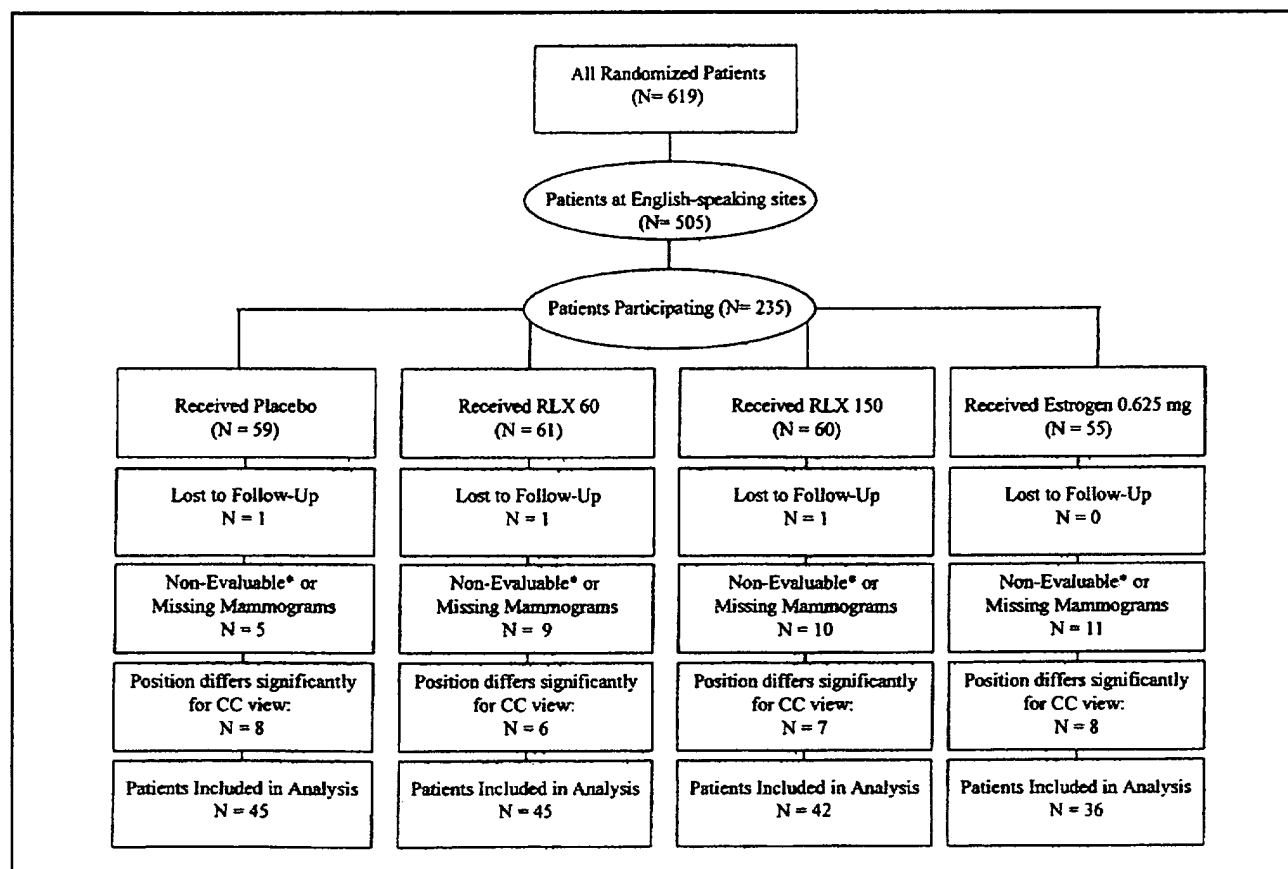 All Randomized Patients
(N= 619)
Patients at English-speaking sites
(N= 505)
Patients Participating (N= 235)
Received Placebo
(N = 59)
Received RLX 60
(N = 61)
Received RLX 150
(N = 60)
Received Estrogen 0.625 mg
(N = 55)
Lost to Follow-Up
N = 1
Lost to Follow-Up
N = 1
Lost to Follow-Up
N = 1
Lost to Follow-Up
N = 0
Non-Evaluable* or
Missing Mammograms
N = 5
Non-Evaluable* or
Missing Mammograms
N = 9
Non-Evaluable* or
Missing Mammograms
N = 10
Non-Evaluable* or
Missing Mammograms
N = 11
Position differs significantly
for CC view:
N = 8
Position differs significantly
for CC view:
N = 6
Position differs significantly
for CC view:
N = 7
Position differs significantly
for CC view:
N = 8
Patients Included in Analysis
N = 45
Patients Included in Analysis
N = 45
Patients Included in Analysis
N = 42
Patients Included in Analysis
N = 36